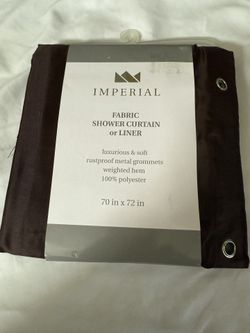 IMPERIAL
FABRIC
SHOWER CURTAIN
or LINER
luxurious & soft
rustproof metal grommets
weighted hem
100% polyester
70 in x 72 in